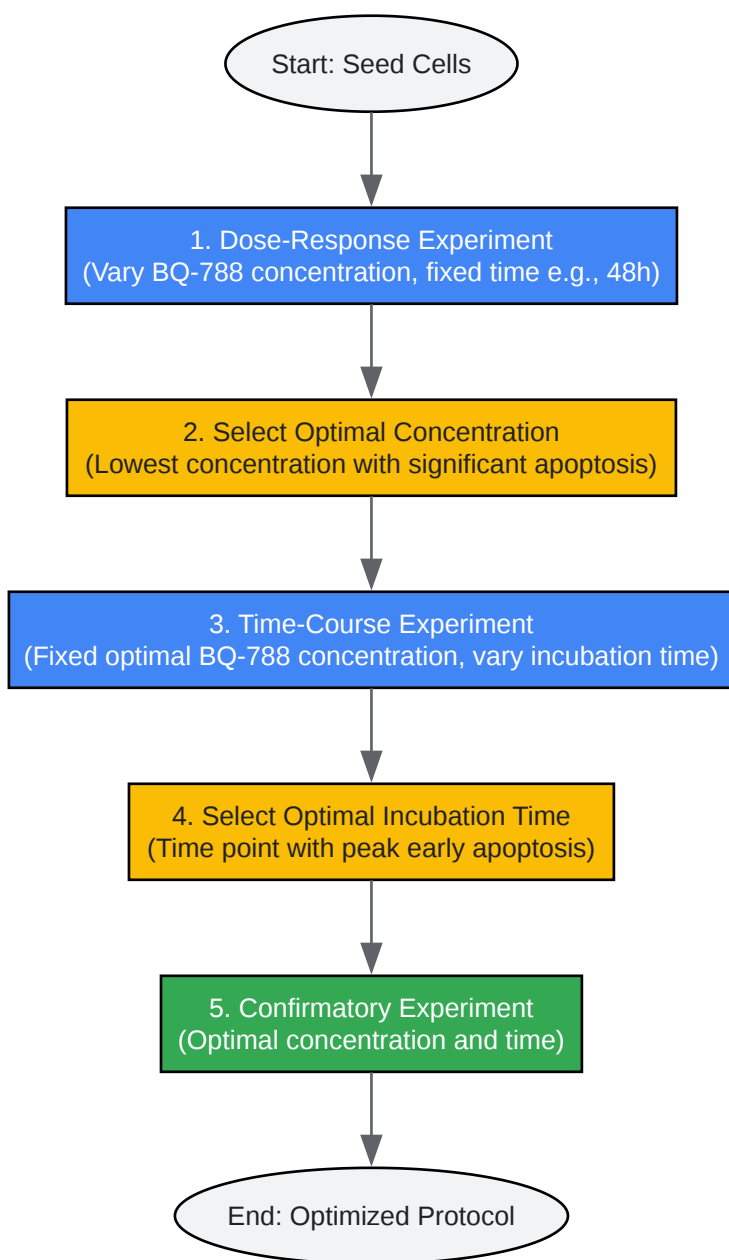 Start: Seed Cells
1. Dose-Response Experiment
(Vary BQ-788 concentration, fixed time e.g., 48h)
2. Select Optimal Concentration
(Lowest concentration with significant apoptosis)
3. Time-Course Experiment
(Fixed optimal BQ-788 concentration, vary incubation time)
4. Select Optimal Incubation Time
(Time point with peak early apoptosis)
5. Confirmatory Experiment
(Optimal concentration and time)
End: Optimized Protocol